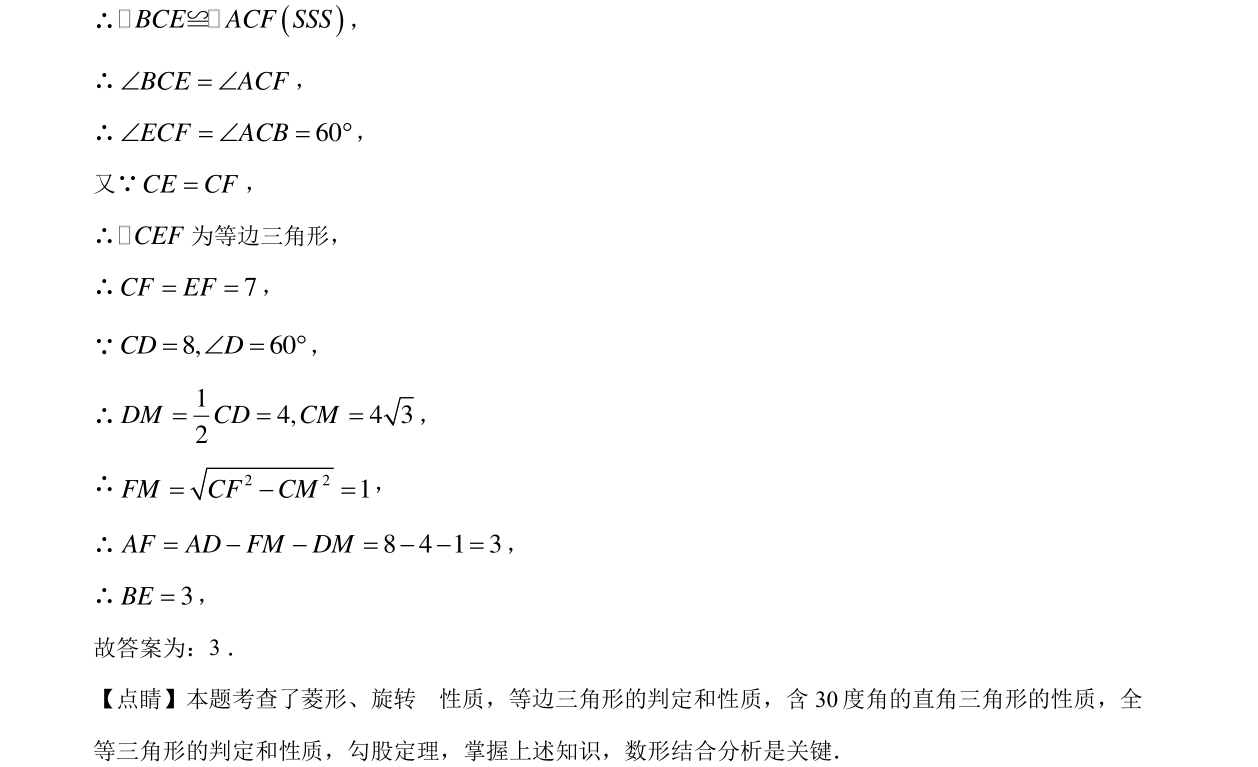 ∴□BCE≌□ACF(SSS)，
∴∠BCE=∠ACF，
∴∠ECF=∠ACB=60°，
又∵CE=CF，
∴□CEF为等边三角形，
∴CF=EF=7，
∵CD=8,∠D=60°，
∴DM=\frac{1}{2}CD=4,CM=4√3，
∴FM=√(CF²−CM²)=1，
∴AF=AD−FM−DM=8−4−1=3，
∴BE=3，
故答案为：3．
【点睛】本题考查了菱形、旋转 性质，等边三角形的判定和性质，含30度角的直角三角形的性质，全
等三角形的判定和性质，勾股定理，掌握上述知识，数形结合分析是关键．